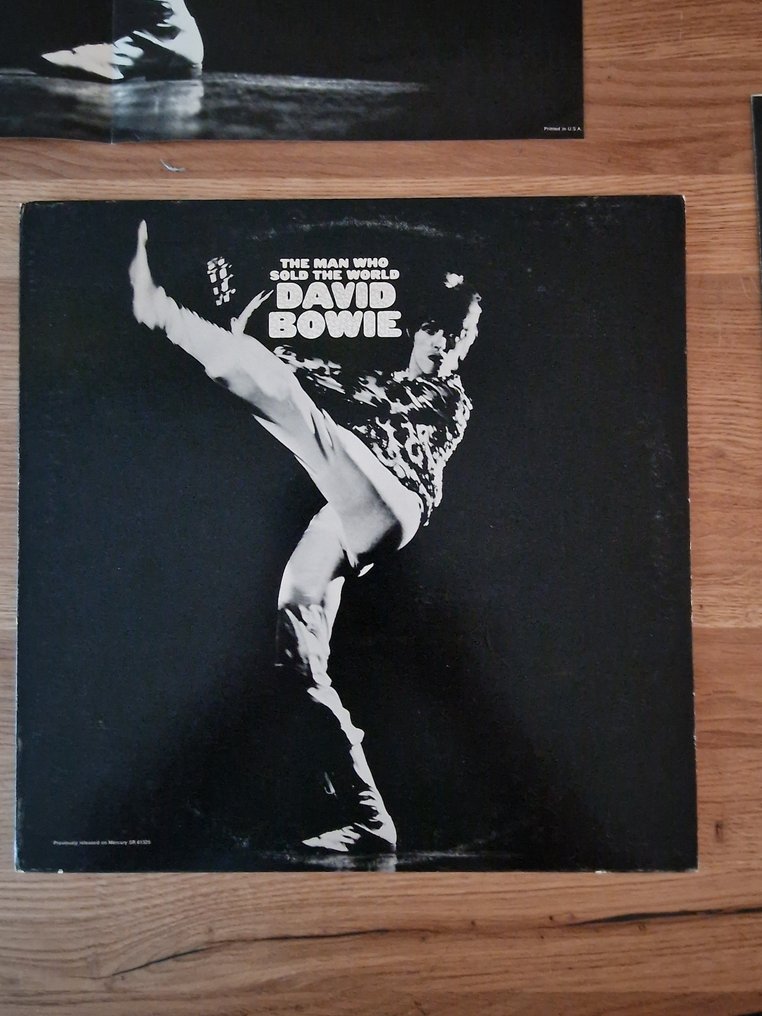 Printed in U.S.A.
THE MAN WHO
SOLD THE WORLD
DAVID
BOWIE
Previously released on Mercury SR 61325